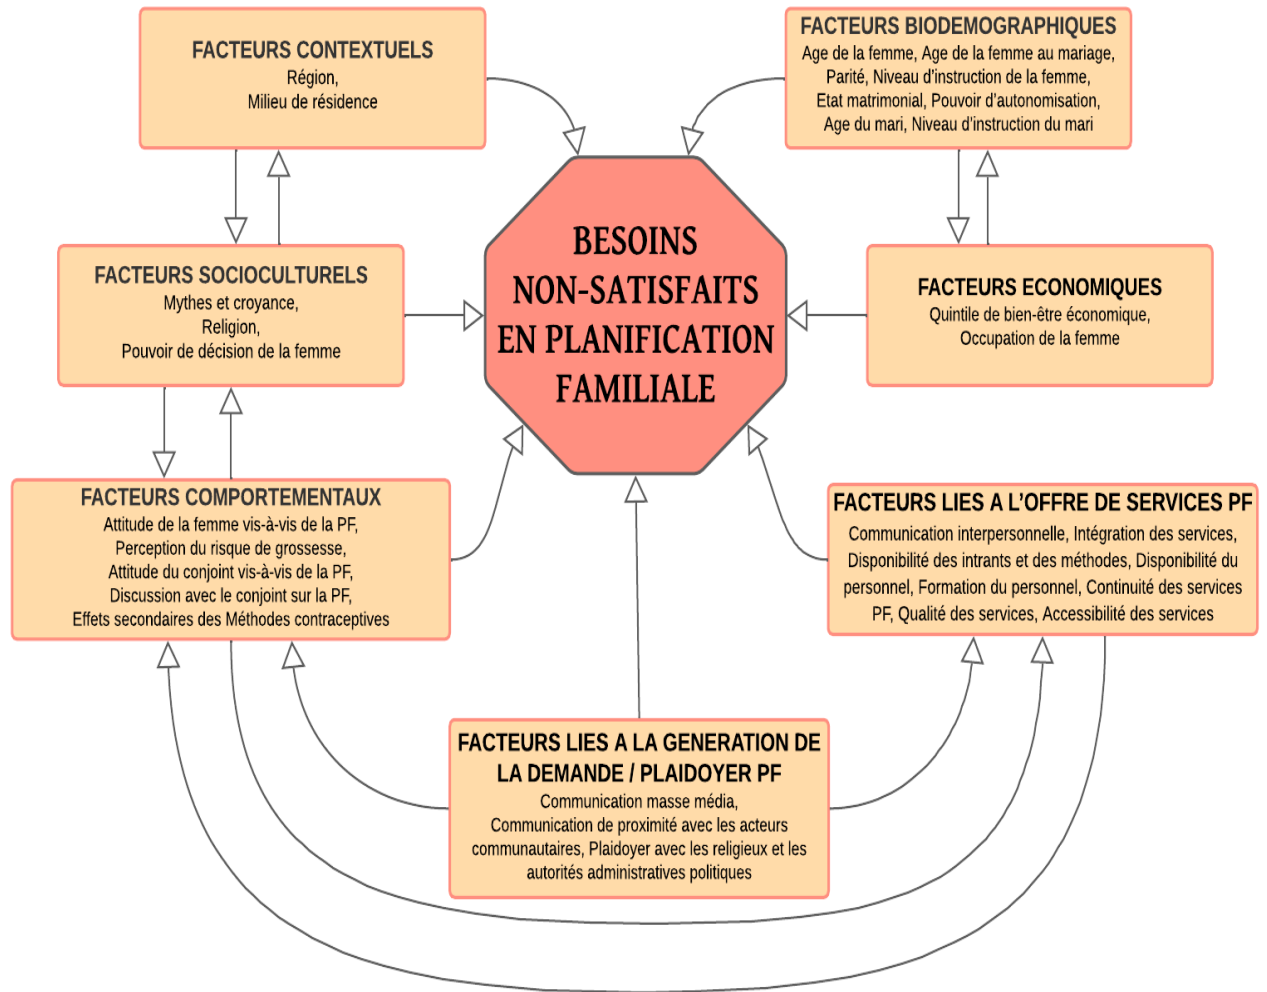 FACTEURS CONTEXTUELS
Région,
Milieu de résidence
FACTEURS BIODEMOGRAPHIQUES
Age de la femme, Age de la femme au mariage,
Parité, Niveau d'instruction de la femme,
Etat matrimonial, Pouvoir d'autonomisation,
Age du mari, Niveau d'instruction du mari
FACTEURS SOCIOCULTURELS
Mythes et croyance,
Religion,
Pouvoir de décision de la femme
BESOINS
NON-SATISFAITS
EN PLANIFICATION
FAMILIALE
FACTEURS ECONOMIQUES
Quintile de bien-être économique,
Occupation de la femme
FACTEURS COMPORTEMENTAUX
Attitude de la femme vis-à-vis de la PF,
Perception du risque de grossesse,
Attitude du conjoint vis-à-vis de la PF,
Discussion avec le conjoint sur la PF,
Effets secondaires des Méthodes contraceptives
FACTEURS LIES A L'OFFRE DE SERVICES PF
Communication interpersonnelle, Intégration des services,
Disponibilité des intrants et des méthodes, Disponibilité du
personnel, Formation du personnel, Continuité des services
PF, Qualité des services, Accessibilité des services
FACTEURS LIES A LA GENERATION DE
LA DEMANDE / PLAIDOYER PF
Communication masse média,
Communication de proximité avec les acteurs
communautaires, Plaidoyer avec les religieux et les
autorités administratives politiques